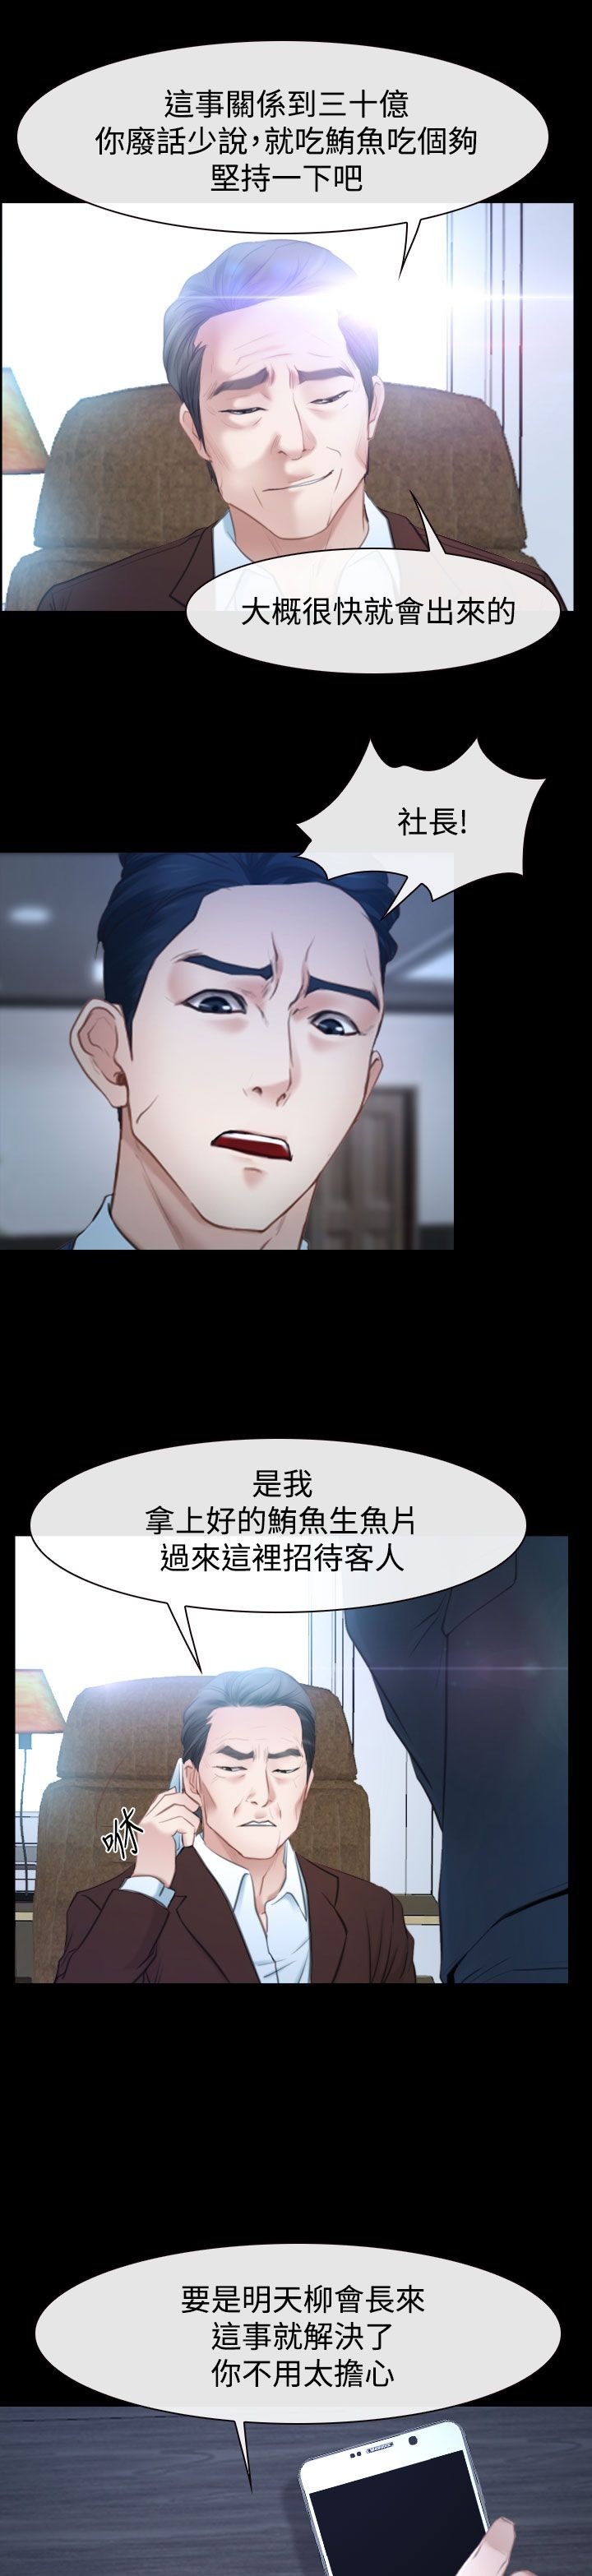 這事關係到三十億
你廢話少說，就吃鮪魚吃個夠
堅持一下吧
大概很快就會出來的
社長!
是我
拿上好的鮪魚生魚片
過來這裡招待客人
咻
要是明天柳會長來
這事就解決了
你不用太擔心